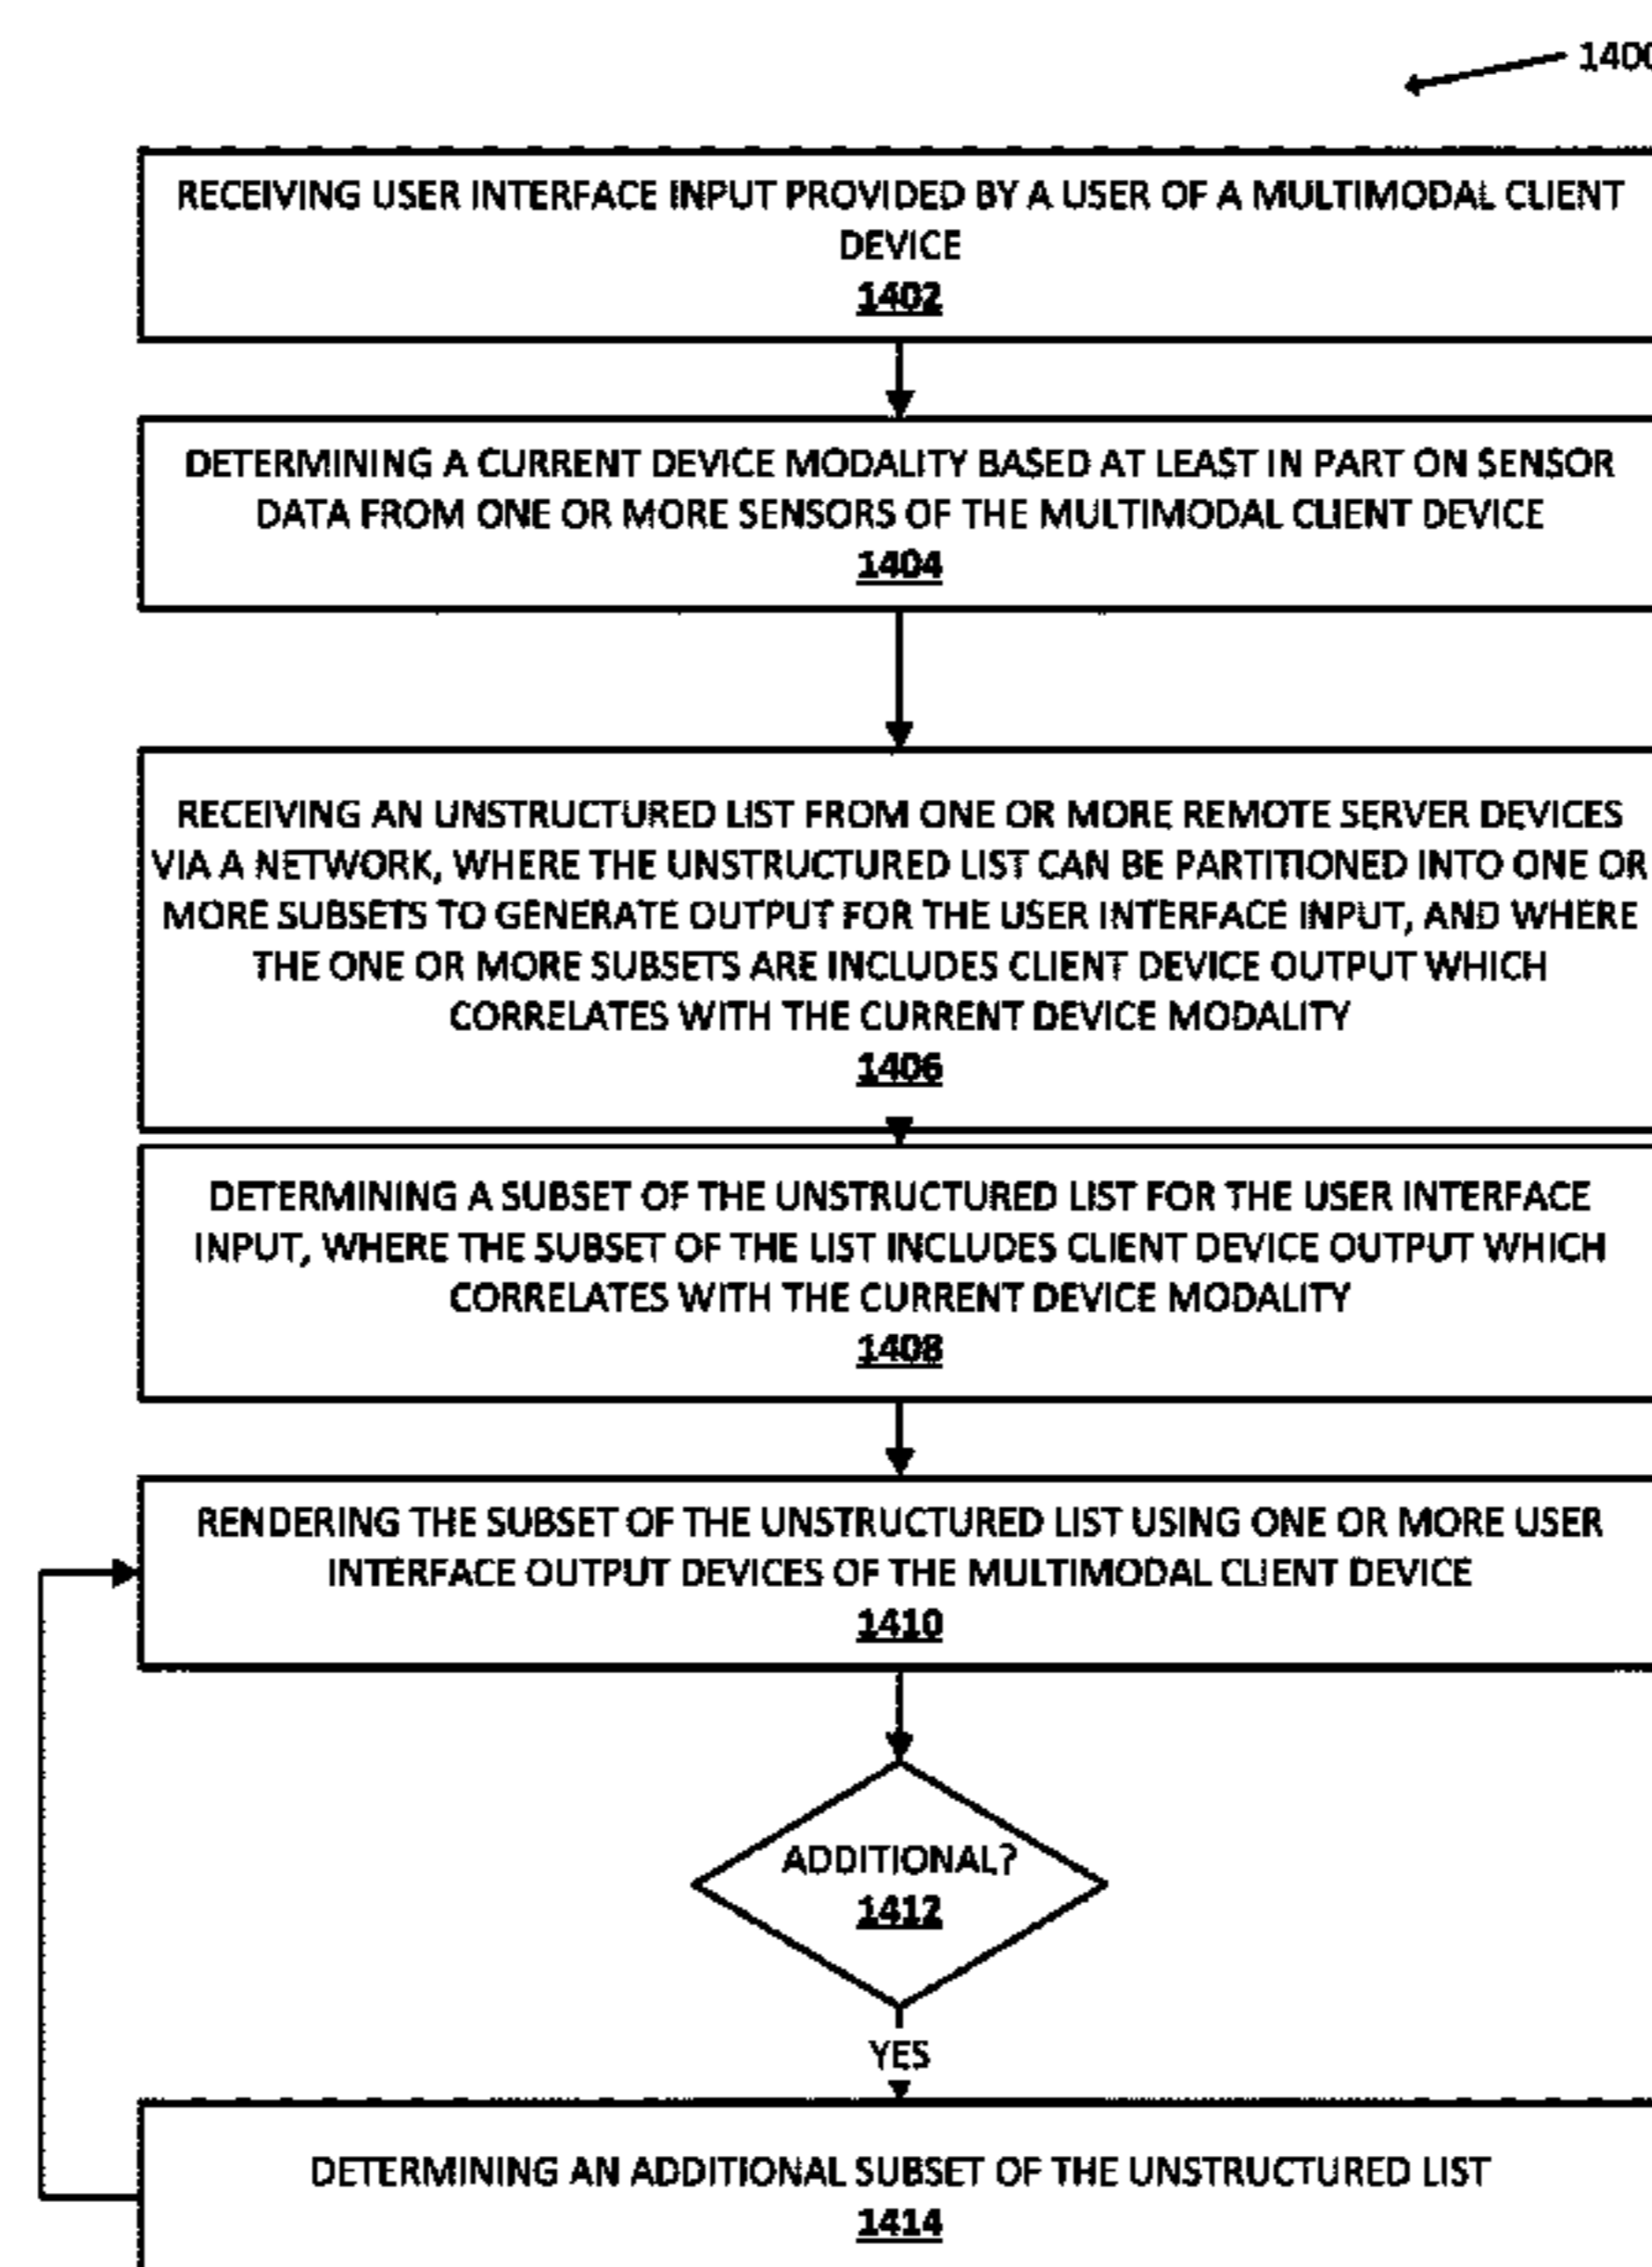 1400
RECEIVING USER INTERFACE INPUT PROVIDED BY A USER OF A MULTIMODAL CLIENT
DEVICE
1402
DETERMINING A CURRENT DEVICE MODALITY BASED AT LEAST IN PART ON SENSOR
DATA FROM ONE OR MORE SENSORS OF THE MULTIMODAL CLIENT DEVICE
1404
RECEIVING AN UNSTRUCTURED LIST FROM ONE OR MORE REMOTE SERVER DEVICES
VIA A NETWORK, WHERE THE UNSTRUCTURED LIST CAN BE PARTITIONED INTO ONE OR
MORE SUBSETS TO GENERATE OUTPUT FOR THE USER INTERFACE INPUT, AND WHERE
THE ONE OR MORE SUBSETS ARE INCLUDES CLIENT DEVICE OUTPUT WHICH
CORRELATES WITH THE CURRENT DEVICE MODALITY
1406
DETERMINING A SUBSET OF THE UNSTRUCTURED LIST FOR THE USER INTERFACE
INPUT, WHERE THE SUBSET OF THE LIST INCLUDES CLIENT DEVICE OUTPUT WHICH
CORRELATES WITH THE CURRENT DEVICE MODALITY
1408
RENDERING THE SUBSET OF THE UNSTRUCTURED LIST USING ONE OR MORE USER
INTERFACE OUTPUT DEVICES OF THE MULTIMODAL CLIENT DEVICE
1410
ADDITIONAL?
1412
YES
DETERMINING AN ADDITIONAL SUBSET OF THE UNSTRUCTURED LIST
1414